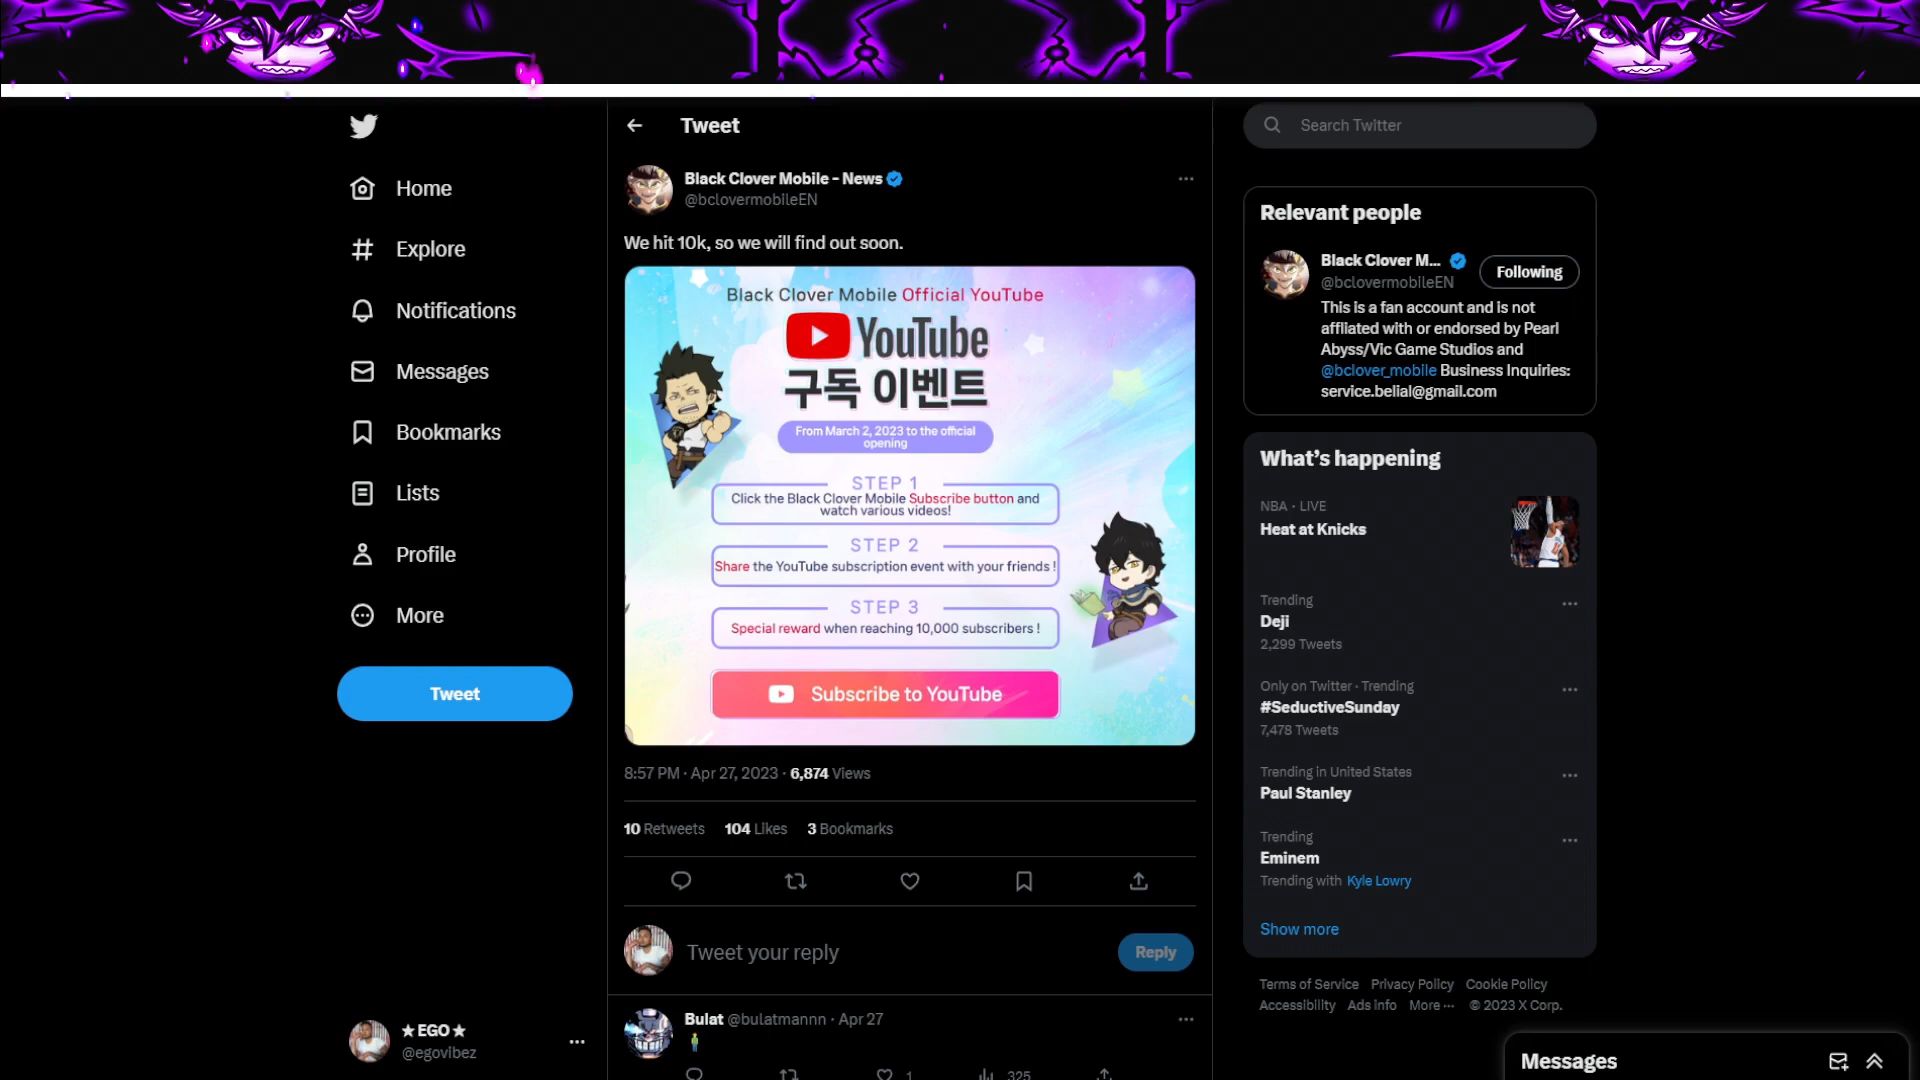 Home
Explore
Notifications
Messages
Bookmarks
Lists
Profile
More
Tweet
★EGO★
@egovibez
Tweet
Black Clover Mobile - News
@bclovermobileEN
We hit 10k, so we will find out soon.
Black Clover Mobile Official YouTube
YouTube
구독 이벤트
From March 2, 2023 to the official
opening
STEP 1
Click the Black Clover Mobile Subscribe button and
watch various videos!
STEP 2
Share the YouTube subscription event with your friends !
STEP 3
Special reward when reaching 10,000 subscribers !
Subscribe to YouTube
8:57 PM · Apr 27, 2023 · 6,874 Views
10 Retweets 104 Likes 3 Bookmarks
Tweet your reply
Reply
Bulat @bulatmannn · Apr 27
1 325
Search Twitter
Relevant people
Black Clover M...
@bclovermobileEN
Following
This is a fan account and is not
affliated with or endorsed by Pearl
Abyss/Vic Game Studios and
@bclover_mobile Business Inquiries:
service.belial@gmail.com
What's happening
NBA · LIVE
Heat at Knicks
Trending
Deji
2,299 Tweets
Only on Twitter · Trending
#SeductiveSunday
7,478 Tweets
Trending in United States
Paul Stanley
Trending
Eminem
Trending with Kyle Lowry
Show more
Terms of Service Privacy Policy Cookie Policy
Accessibility Ads info More ··· © 2023 X Corp.
Messages